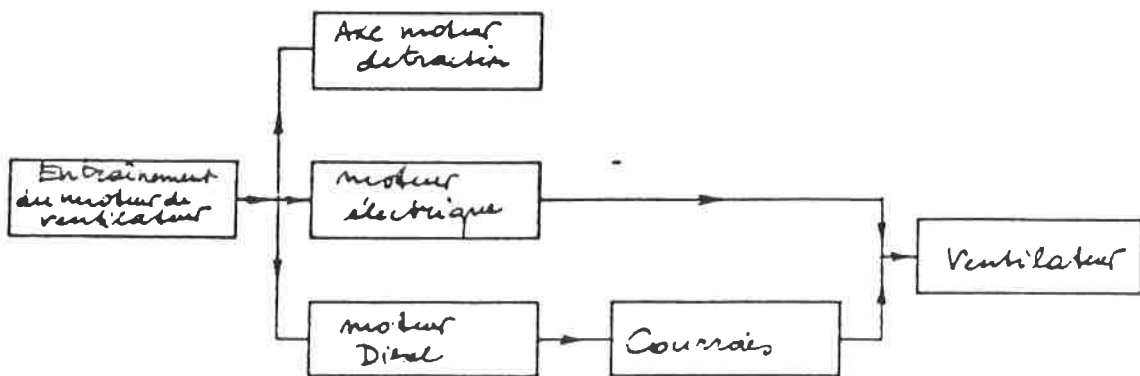 Axe moteur
de traction
Entraînement
du moteur de
ventilateur
moteur
électrique
Ventilateur
moteur
Diesel
Courroies